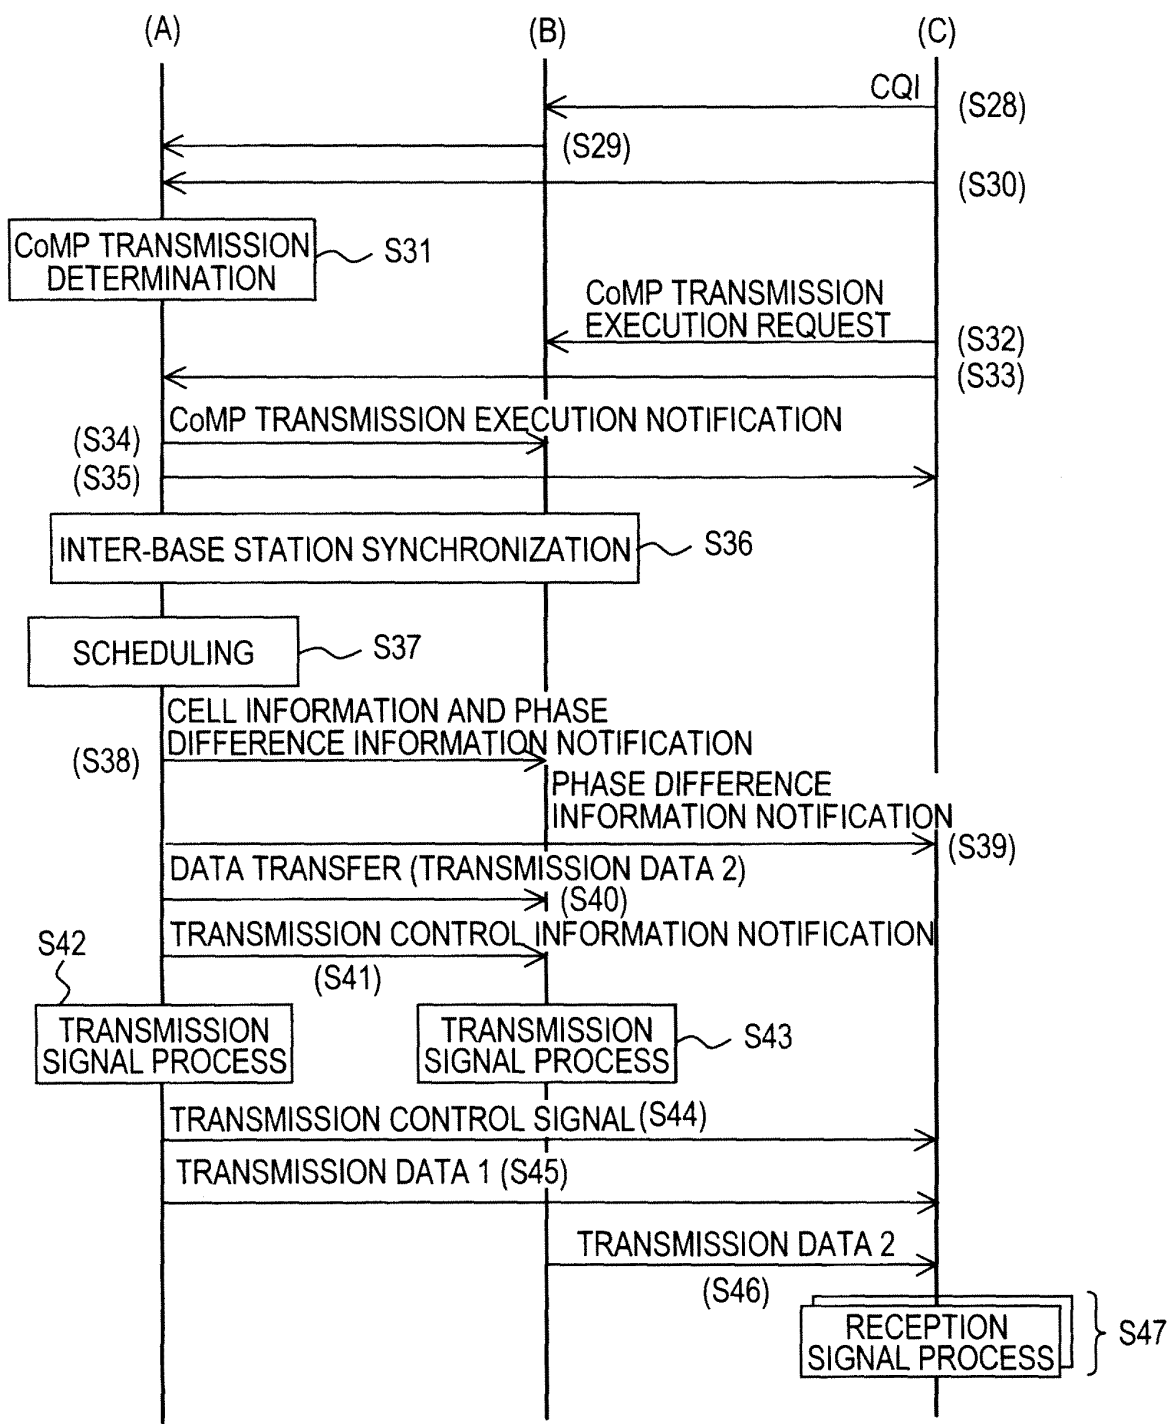 (A)
(B)
(C)
CQI
(S28)
(S29)
(S30)
CoMP TRANSMISSION
DETERMINATION
S31
CoMP TRANSMISSION
EXECUTION REQUEST
(S32)
(S33)
CoMP TRANSMISSION EXECUTION NOTIFICATION
(S34)
(S35)
INTER-BASE STATION SYNCHRONIZATION
S36
SCHEDULING
S37
CELL INFORMATION AND PHASE
DIFFERENCE INFORMATION NOTIFICATION
(S38)
PHASE DIFFERENCE
INFORMATION NOTIFICATION
(S39)
DATA TRANSFER (TRANSMISSION DATA 2)
(S40)
TRANSMISSION CONTROL INFORMATION NOTIFICATION
(S41)
S42
TRANSMISSION
SIGNAL PROCESS
TRANSMISSION
SIGNAL PROCESS
S43
TRANSMISSION CONTROL SIGNAL (S44)
TRANSMISSION DATA 1 (S45)
TRANSMISSION DATA 2
(S46)
RECEPTION
SIGNAL PROCESS
S47